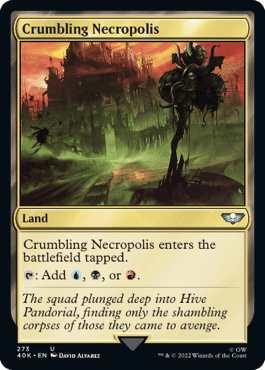 Crumbling Necropolis
Land
Crumbling Necropolis enters the
battlefield tapped.
: Add , , or .
The squad plunged deep into Hive
Pandorial, finding only the shambling
corpses of those they came to avenge.
273 U
40K • EN DAVID ALVAREZ
© GW
™ & © 2022 Wizards of the Coast